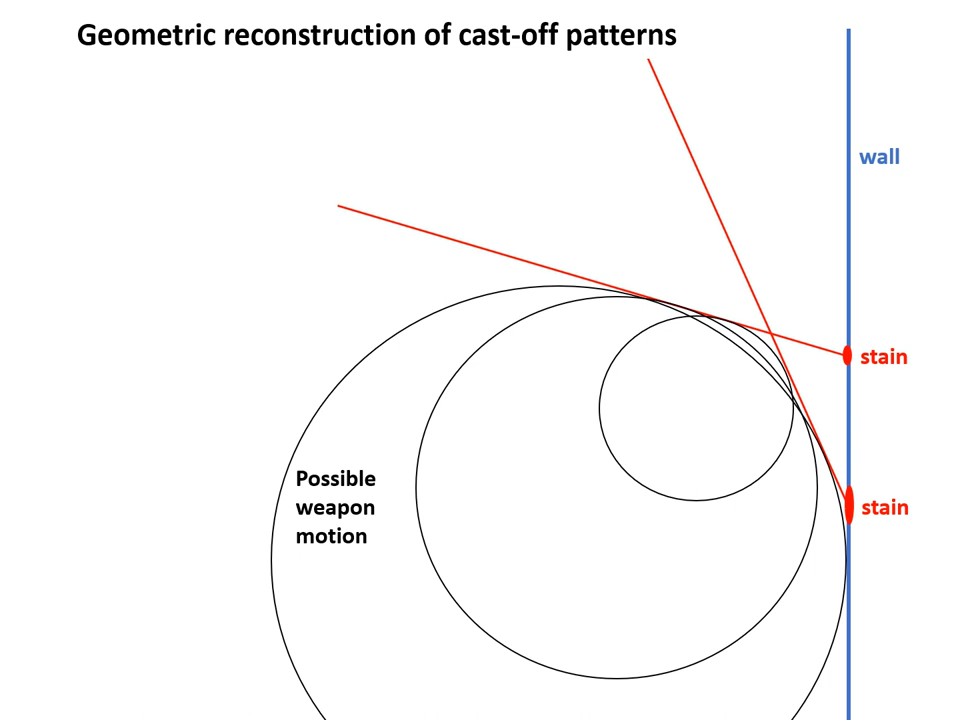 Geometric reconstruction of cast-off patterns
wall
stain
Possible
weapon
motion
stain